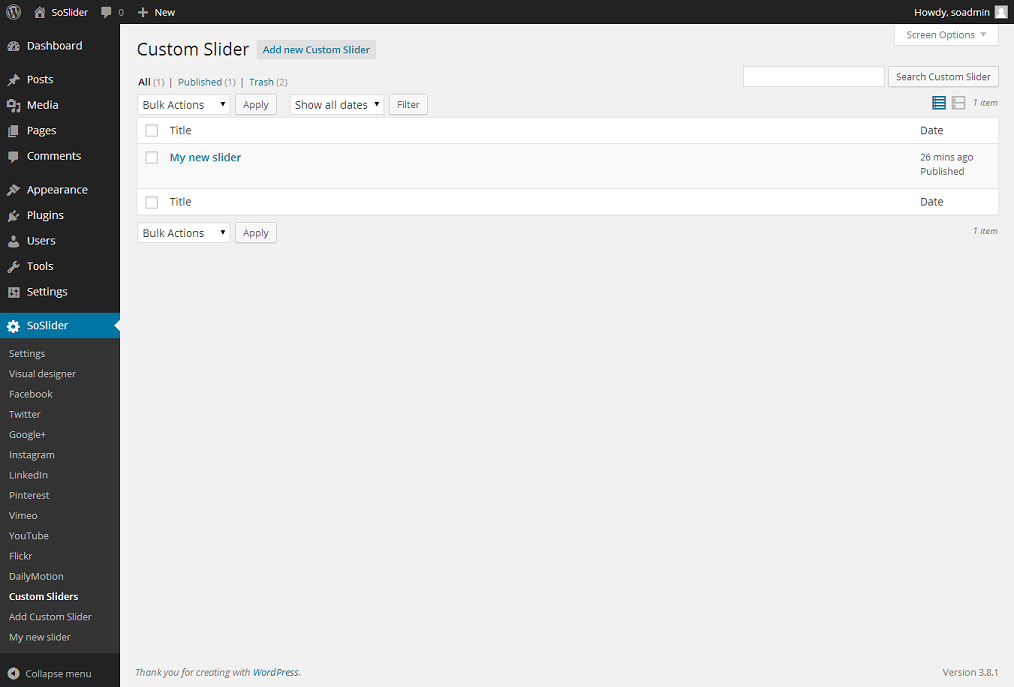 SoSlider 0 New Howdy, soadmin
Dashboard
Posts
Media
Pages
Comments
Appearance
Plugins
Users
Tools
Settings
SoSlider
Settings
Visual designer
Facebook
Twitter
Google+
Instagram
LinkedIn
Pinterest
Vimeo
YouTube
Flickr
DailyMotion
Custom Sliders
Add Custom Slider
My new slider
Collapse menu
Screen Options
Custom Slider Add new Custom Slider
All (1) | Published (1) | Trash (2) Search Custom Slider
Bulk Actions Apply Show all dates Filter 1 item
Title Date
My new slider 26 mins ago
Published
Title Date
Bulk Actions Apply 1 item
Thank you for creating with WordPress. Version 3.8.1